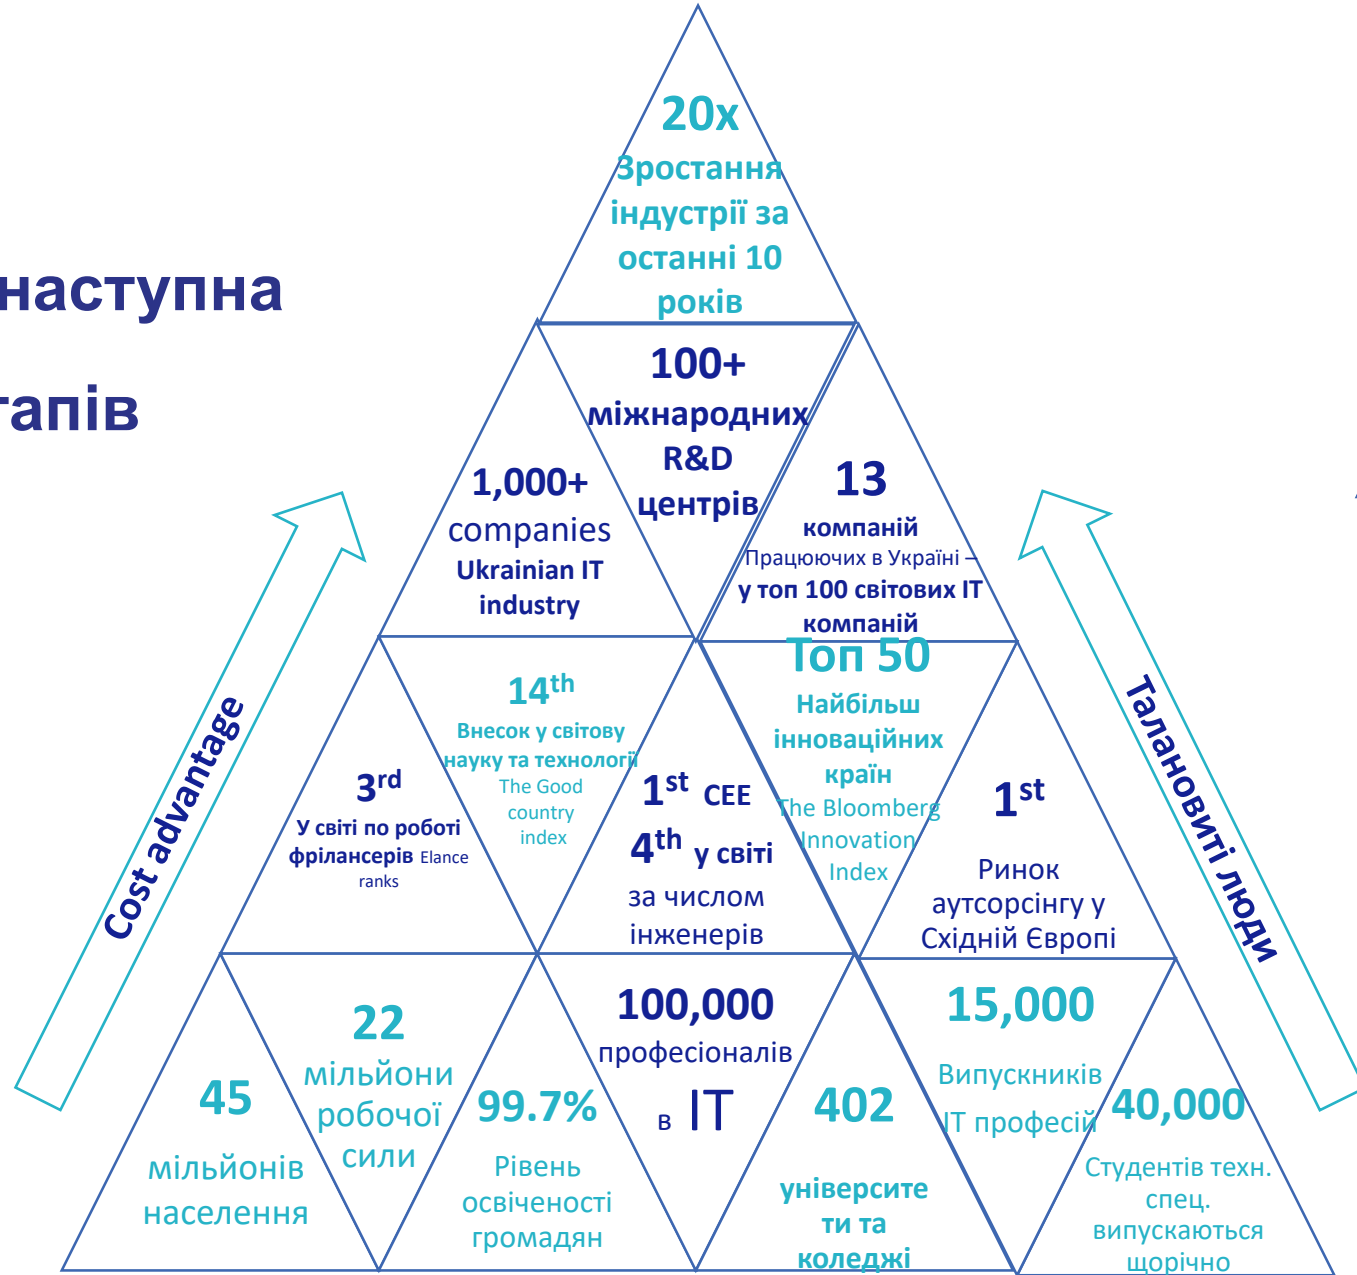 20x
Зростання
індустрії за
останні 10
років
наступна
тапів
100+
міжнародних
R&D
центрів
1,000+
companies
Ukrainian IT
industry
13
компаній
Працюючих в Україні –
у топ 100 світових ІТ
компаній
Cost advantage
3rd
У світі по роботі
фрілансерів Elance
ranks
14th
Внесок у світову
науку та технології
The Good
country
index
1st CEE
4th у світі
за числом
інженерів
Топ 50
Найбільш
інноваційних
країн
The Bloomberg
Innovation
Index
1st
Ринок
аутсорсінгу у
Східній Європі
Талановиті люди
45
мільйонів
населення
22
мільйони
робочої
сили
99.7%
Рівень
освіченості
громадян
100,000
професіоналів
в ІТ
402
університе
ти та
коледжі
15,000
Випускників
ІТ професій
40,000
Студентів техн.
спец.
випускаються
щорічно